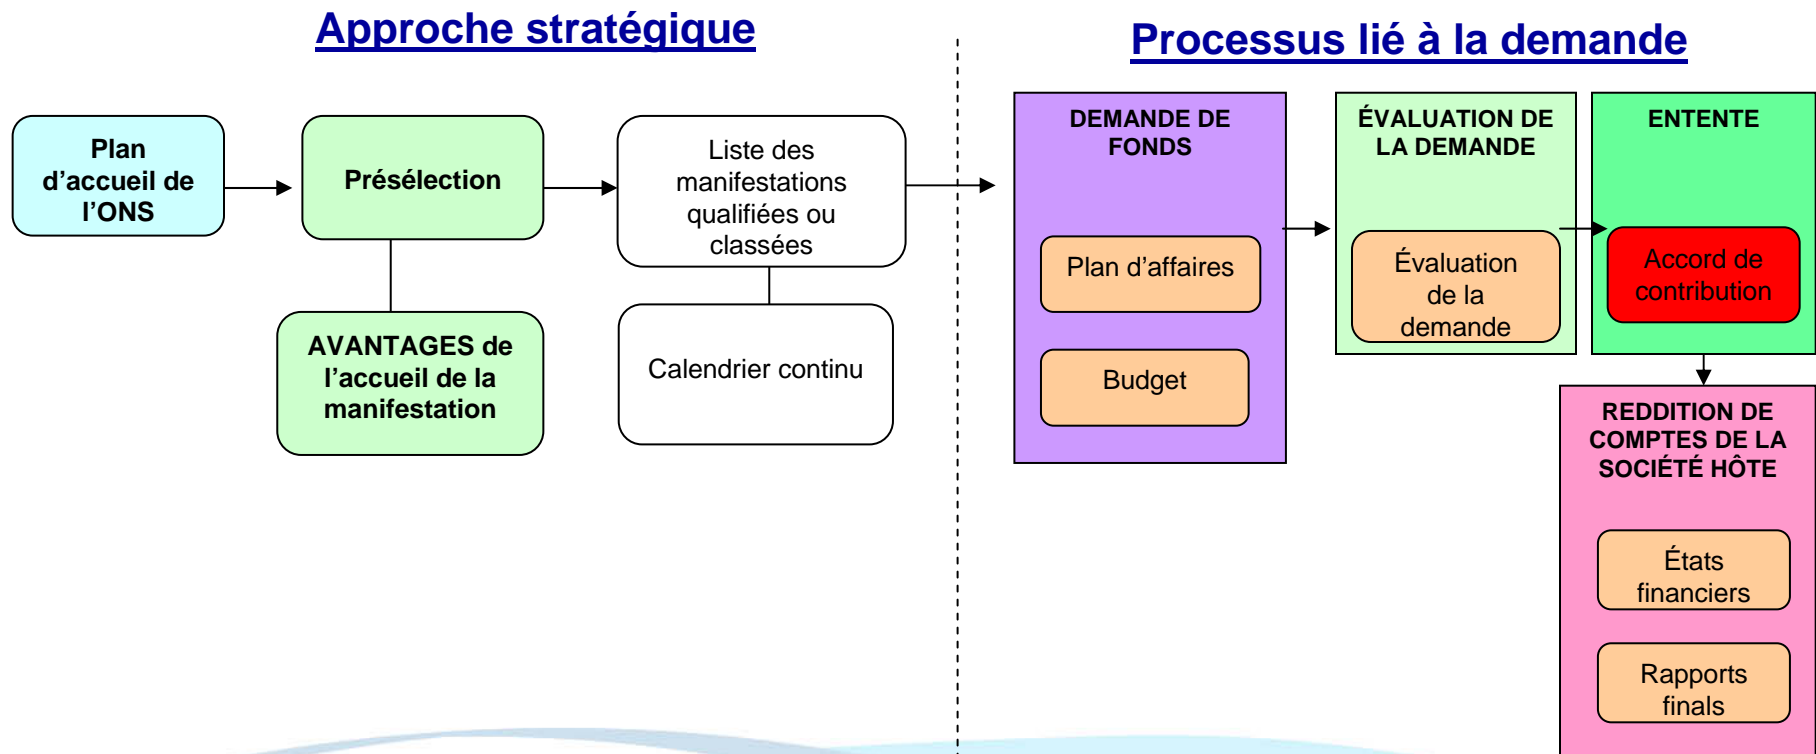 Approche stratégique
Plan
d’accueil de
l’ONS
Présélection
AVANTAGES de
l’accueil de la
manifestation
Liste des
manifestations
qualifiées ou
classées
Calendrier continu
Processus lié à la demande
DEMANDE DE
FONDS
Plan d’affaires
Budget
ÉVALUATION DE
LA DEMANDE
Évaluation
de la
demande
ENTENTE
Accord de
contribution
REDDITION DE
COMPTES DE LA
SOCIÉTÉ HÔTE
États
financiers
Rapports
finals